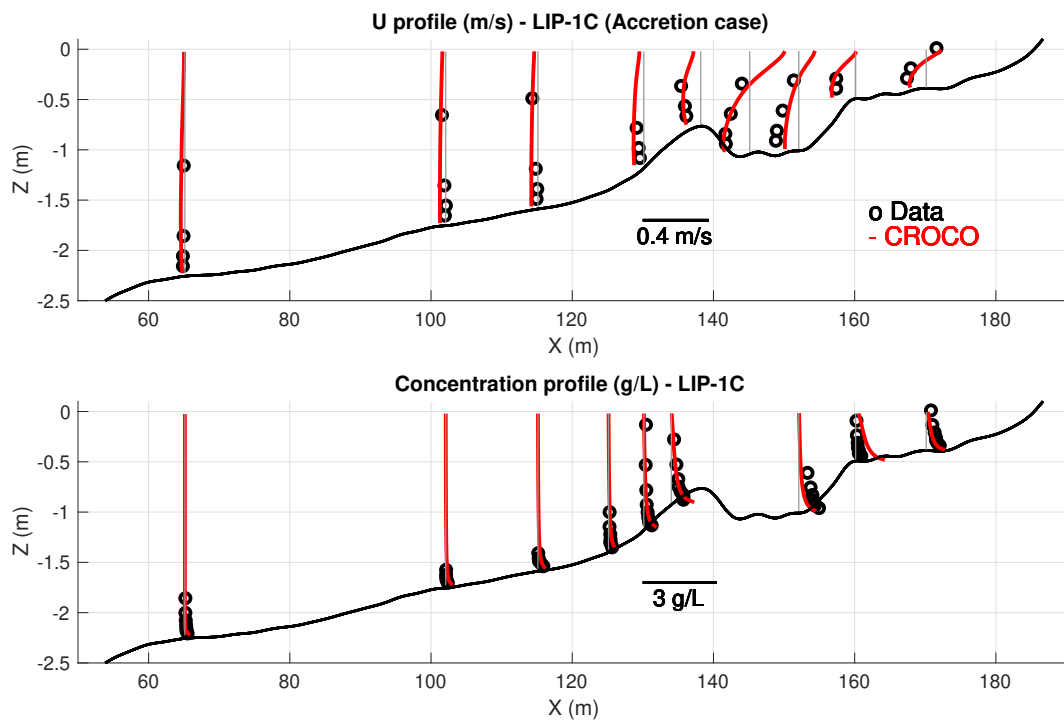 U profile (m/s) - LIP-1C (Accretion case)
0
-0.5
-1
-1.5
-2
-2.5
Z (m)
0.4 m/s
o Data
- CROCO
60 80 100 120 140 160 180
X (m)
Concentration profile (g/L) - LIP-1C
0
-0.5
-1
-1.5
-2
-2.5
Z (m)
3 g/L
60 80 100 120 140 160 180
X (m)